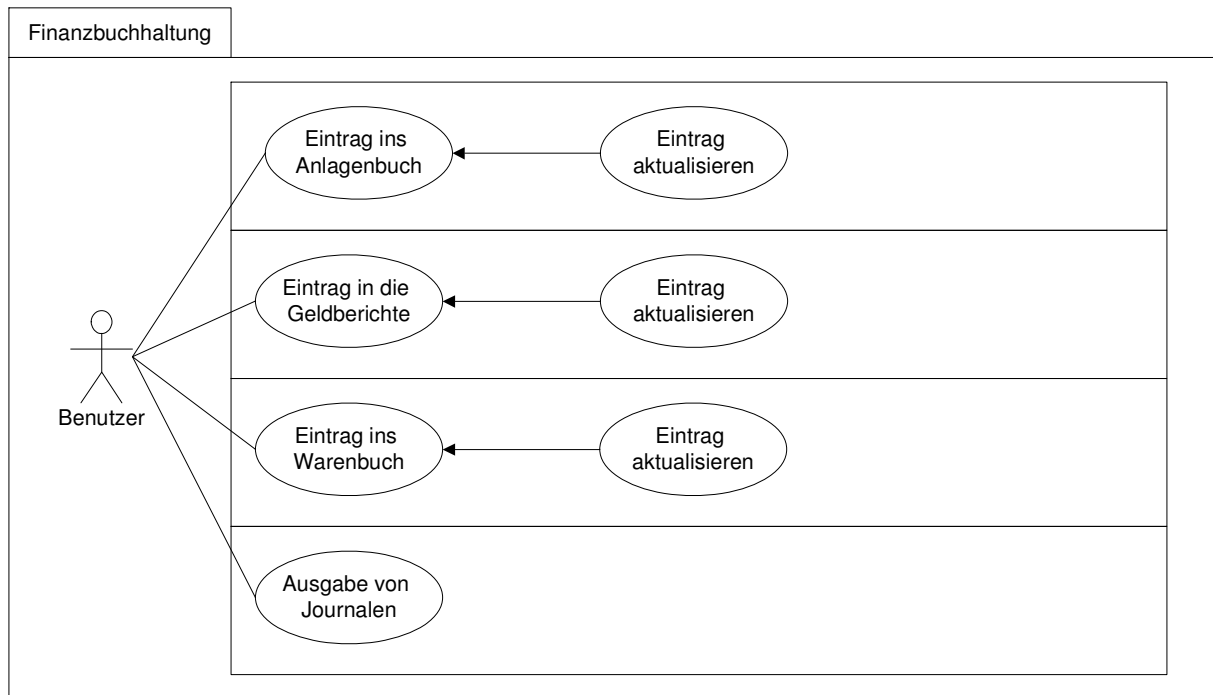 Finanzbuchhaltung
Eintrag ins
Anlagenbuch
Eintrag
aktualisieren
Eintrag in die
Geldberichte
Eintrag
aktualisieren
Benutzer
Eintrag ins
Warenbuch
Eintrag
aktualisieren
Ausgabe von
Journalen